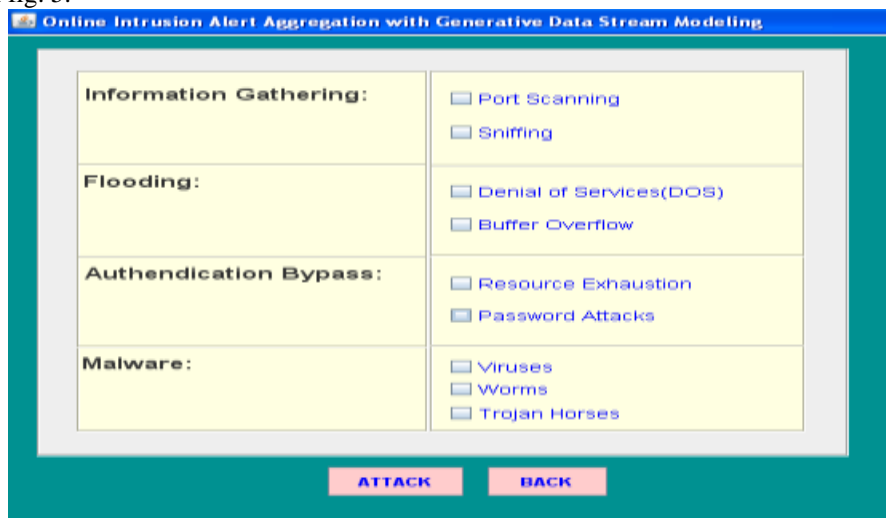 Online Intrusion Alert Aggregation with Generative Data Stream Modeling
Information Gathering:
Port Scanning
Sniffing
Flooding:
Denial of Services(DOS)
Buffer Overflow
Authendication Bypass:
Resource Exhaustion
Password Attacks
Malware:
Viruses
Worms
Trojan Horses
ATTACK
BACK